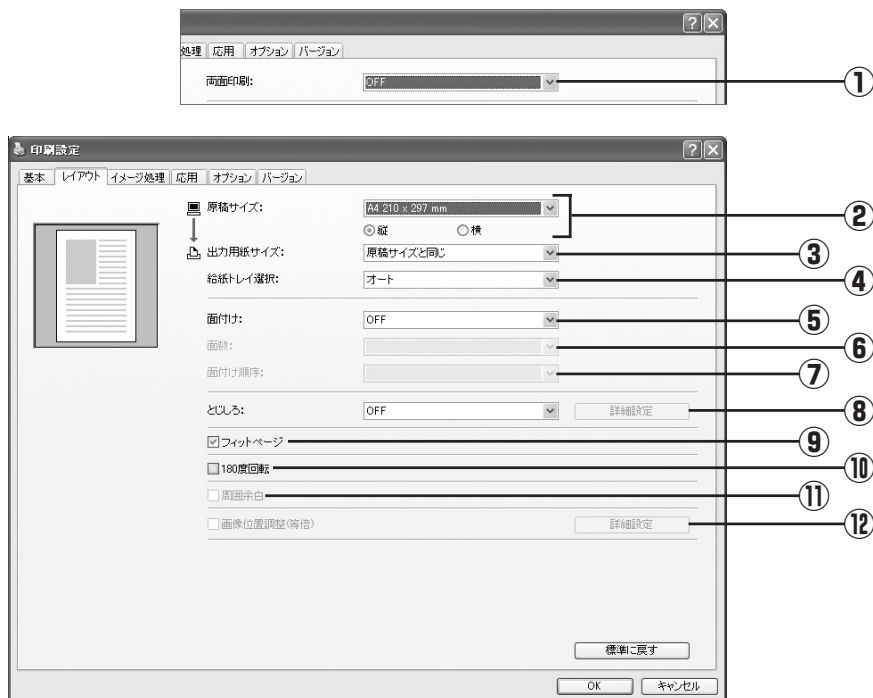 処理 応用 オプション バージョン
両面印刷: OFF ①
印刷設定
基本 レイアウト イメージ処理 応用 オプション バージョン
原稿サイズ: A4 210 x 297 mm ②
縦 横
出力用紙サイズ: 原稿サイズと同じ ③
給紙トレイ選択: オート ④
面付け: OFF ⑤
面数: ⑥
面付け順序: ⑦
とじしろ: OFF 詳細設定 ⑧
フィットページ ⑨
180度回転 ⑩
周囲余白 ⑪
画像位置調整(等倍) 詳細設定 ⑫
標準に戻す
OK キャンセル